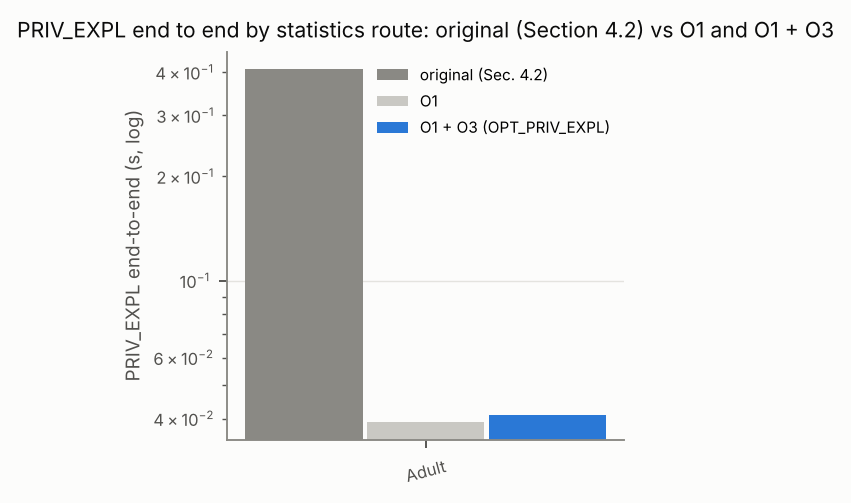 PRIV_EXPL end to end by statistics route: original (Section 4.2) vs O1 and O1 + O3
original (Sec. 4.2)
O1
O1 + O3 (OPT_PRIV_EXPL)
PRIV_EXPL end-to-end (s, log)
4 × 10⁻¹
3 × 10⁻¹
2 × 10⁻¹
10⁻¹
6 × 10⁻²
4 × 10⁻²
Adult